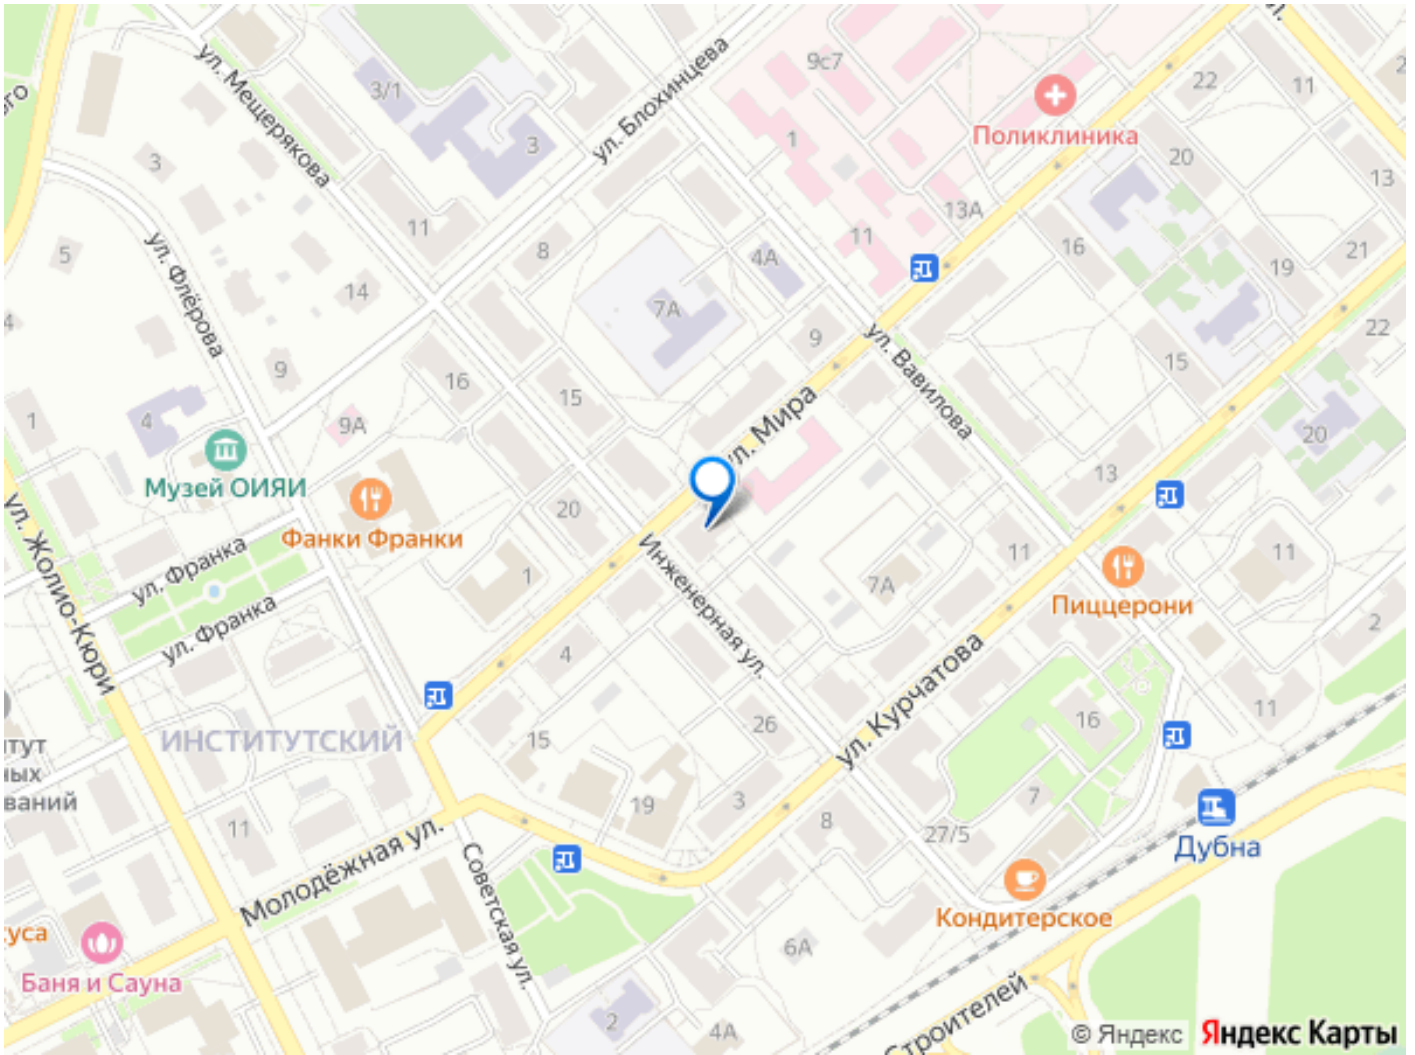 ул. Мещерякова
3/1
3
ул. Блохинцева
9с7
1
Поликлиника
22
11
20
13
3
11
13А
11
16
21
19
5
ул. Флёрова
14
8
7А
4А
9
ул. Вавилова
15
22
9
16
15
ул. Мира
1
4
9А
Музей ОИЯИ
Фанки Франки
20
13
20
ул. Жолио-Кюри
ул. Франка
ул. Франка
1
Инженерная ул.
7А
11
11
Пиццерони
2
4
ул. Курчатова
16
11
ИНСТИТУТСКИЙ
15
26
19
3
8
7
27/5
Дубна
11
Молодёжная ул.
Советская ул.
Кондитерское
Баня и Сауна
6А
2
4А
Строителей
© Яндекс
Яндекс Карты